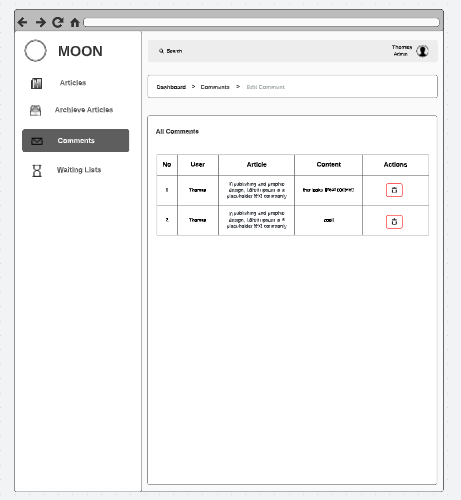 MOON
Search
Thomas
Admin
Articles
Archieve Articles
Comments
Waiting Lists
Dashboard > Comments > Edit Comment
All Comments
No User Article Content Actions
1 Thomas
In publishing and graphic
design, Lorem ipsum is a
placeholder text commonly
2 Thomas
In publishing and graphic
design, Lorem ipsum is a
placeholder text commonly
cool!